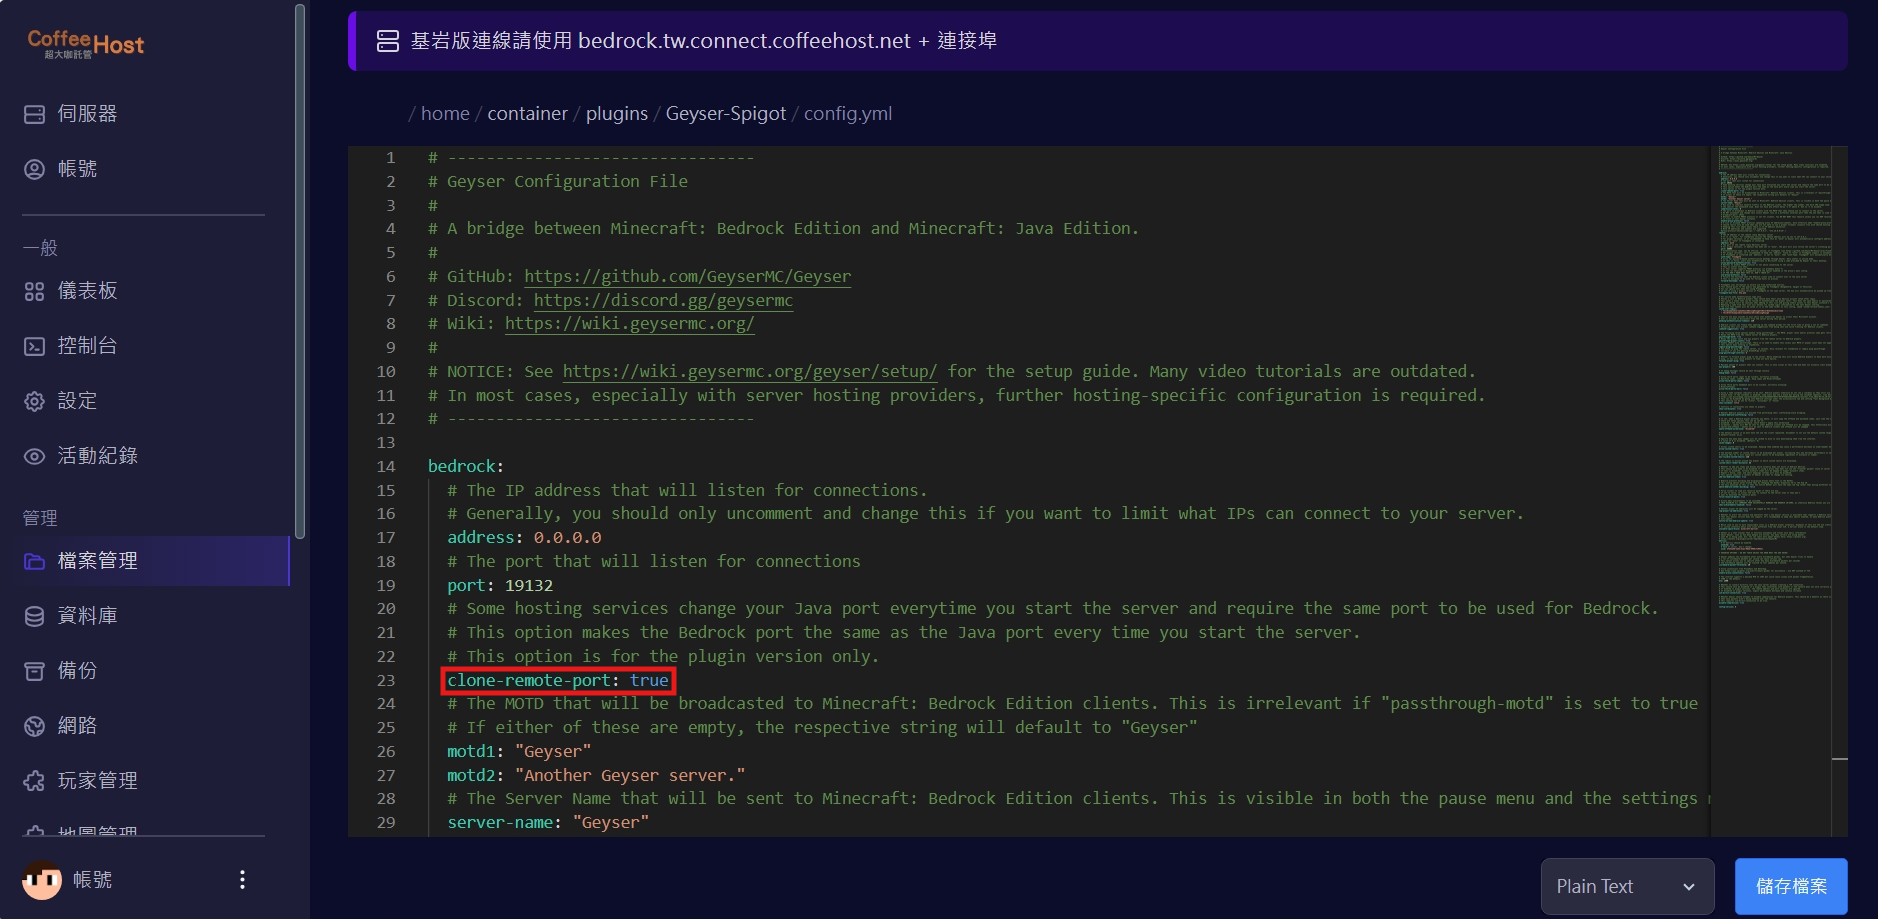 CoffeeHost
超大咖託管
伺服器
帳號
一般
儀表板
控制台
設定
活動紀錄
管理
檔案管理
資料庫
備份
網路
玩家管理
地圖管理
帳號
基岩版連線請使用 bedrock.tw.connect.coffeehost.net + 連接埠
/ home / container / plugins / Geyser-Spigot / config.yml
1 # --------------------------------
2 # Geyser Configuration File
3 #
4 # A bridge between Minecraft: Bedrock Edition and Minecraft: Java Edition.
5 #
6 # GitHub: https://github.com/GeyserMC/Geyser
7 # Discord: https://discord.gg/geysermc
8 # Wiki: https://wiki.geysermc.org/
9 #
10 # NOTICE: See https://wiki.geysermc.org/geyser/setup/ for the setup guide. Many video tutorials are outdated.
11 # In most cases, especially with server hosting providers, further hosting-specific configuration is required.
12 # --------------------------------
13
14 bedrock:
15 # The IP address that will listen for connections.
16 # Generally, you should only uncomment and change this if you want to limit what IPs can connect to your server.
17 address: 0.0.0.0
18 # The port that will listen for connections
19 port: 19132
20 # Some hosting services change your Java port everytime you start the server and require the same port to be used for Bedrock.
21 # This option makes the Bedrock port the same as the Java port every time you start the server.
22 # This option is for the plugin version only.
23 clone-remote-port: true
24 # The MOTD that will be broadcasted to Minecraft: Bedrock Edition clients. This is irrelevant if "passthrough-motd" is set to true
25 # If either of these are empty, the respective string will default to "Geyser"
26 motd1: "Geyser"
27 motd2: "Another Geyser server."
28 # The Server Name that will be sent to Minecraft: Bedrock Edition clients. This is visible in both the pause menu and the settings
29 server-name: "Geyser"
Plain Text
儲存檔案